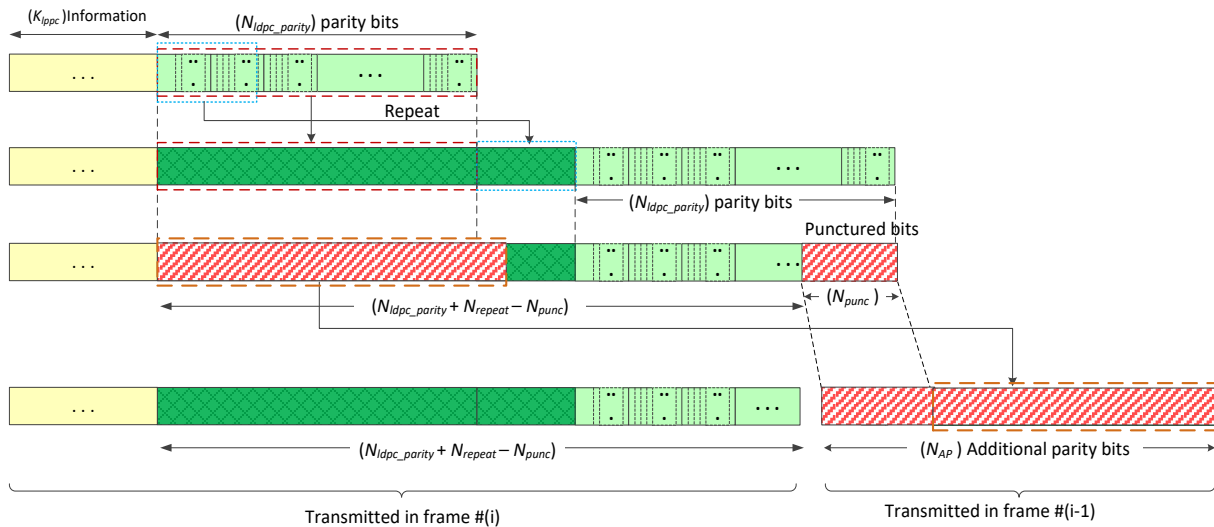 (Klppc) Information
(Nldpc_parity) parity bits
...
...
Repeat
...
(Nldpc_parity) parity bits
Punctured bits
...
...
(Nldpc_parity + Nrepeat – Npunc)
(Npunc )
...
...
(Nldpc_parity + Nrepeat – Npunc)
(NAP ) Additional parity bits
Transmitted in frame #(i)
Transmitted in frame #(i-1)